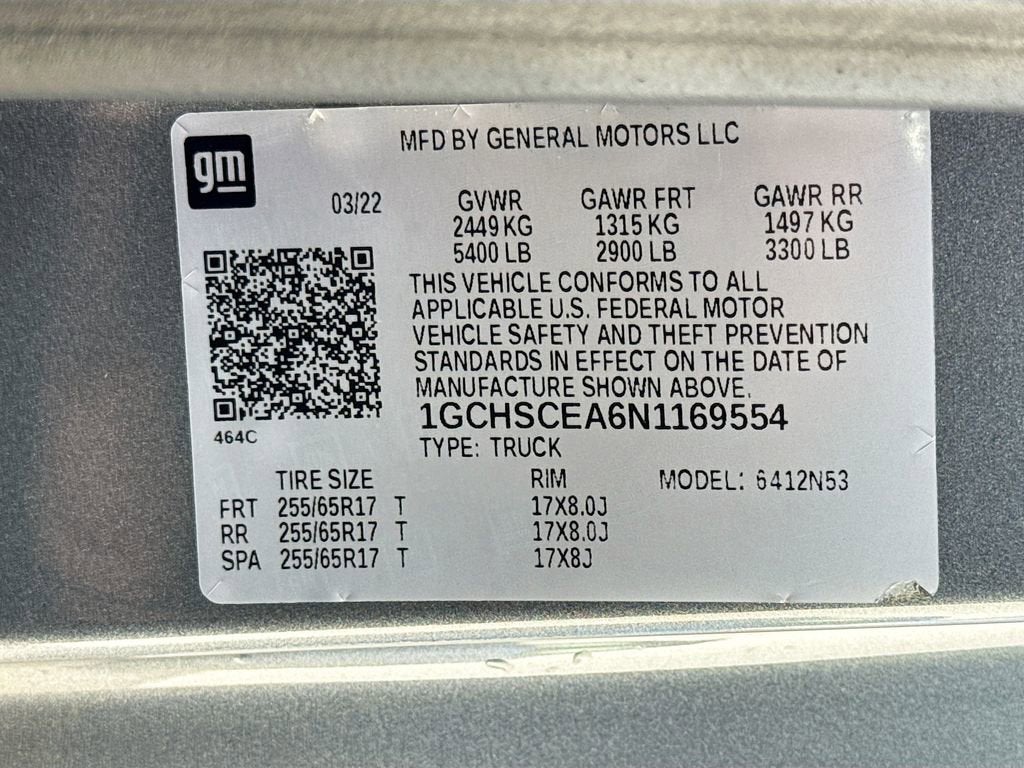 gm
MFD BY GENERAL MOTORS LLC
03/22
GVWR GAWR FRT GAWR RR
2449 KG 1315 KG 1497 KG
5400 LB 2900 LB 3300 LB
THIS VEHICLE CONFORMS TO ALL
APPLICABLE U.S. FEDERAL MOTOR
VEHICLE SAFETY AND THEFT PREVENTION
STANDARDS IN EFFECT ON THE DATE OF
MANUFACTURE SHOWN ABOVE.
1GCHSCEA6N1169554
464C
TYPE: TRUCK
TIRE SIZE RIM MODEL: 6412N53
FRT 255/65R17 T 17X8.0J
RR 255/65R17 T 17X8.0J
SPA 255/65R17 T 17X8J